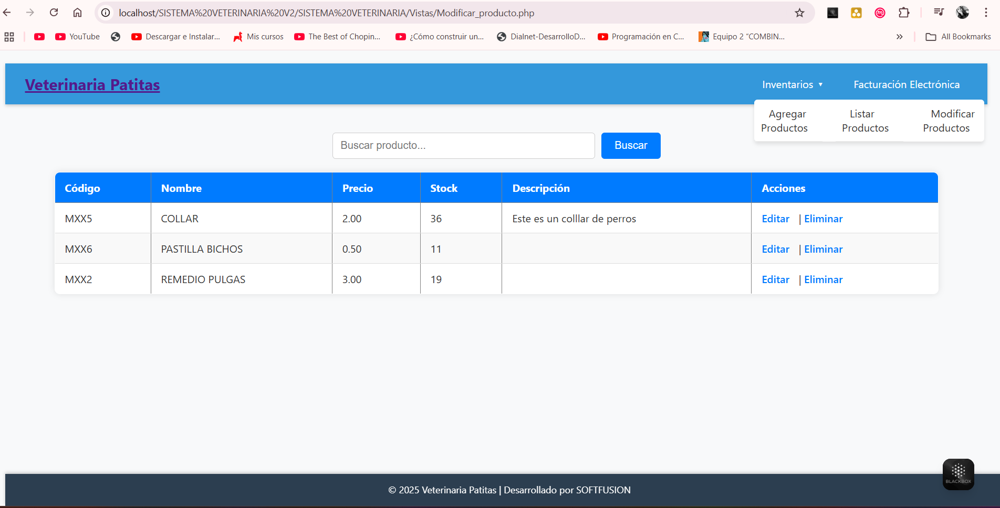 localhost/SISTEMA%20VETERINARIA%20V2/SISTEMA%20VETERINARIA/Vistas/Modificar_producto.php
YouTube Descargar e Instalar... Mis cursos The Best of Chopin... ¿Cómo construir un... Dialnet-DesarrolloD... Programación en C... Equipo 2 “COMBIN... All Bookmarks
Veterinaria Patitas Inventarios ▼ Facturación Electrónica
Agregar Productos
Listar Productos
Modificar Productos
Buscar producto... Buscar
Código Nombre Precio Stock Descripción Acciones
MXX5 COLLAR 2.00 36 Este es un colllar de perros Editar | Eliminar
MXX6 PASTILLA BICHOS 0.50 11 Editar | Eliminar
MXX2 REMEDIO PULGAS 3.00 19 Editar | Eliminar
BLACKBOX
© 2025 Veterinaria Patitas | Desarrollado por SOFTFUSION